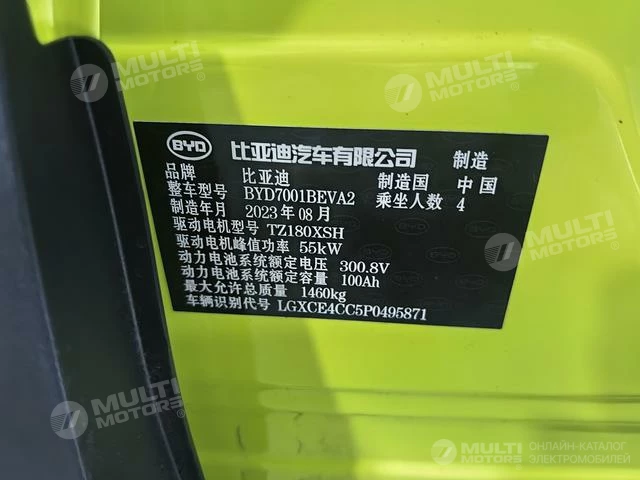 MULTI MOTORS
MULTI MOTORS
BYD 比亚迪汽车有限公司 制造
品牌 比亚迪 制造国 中国
整车型号 BYD7001BEVA2 乘坐人数 4
制造年月 2023年08月
驱动电机型号 TZ180XSH
驱动电机峰值功率 55kW
动力电池系统额定电压 300.8V
动力电池系统额定容量 100Ah
最大允许总质量 1460kg
车辆识别代号 LGXCE4CC5P0495871
MULTI MOTORS
MULTI MOTORS
MULTI MOTORS ОНЛАЙН-КАТАЛОГ ЭЛЕКТРОМОБИЛЕЙ